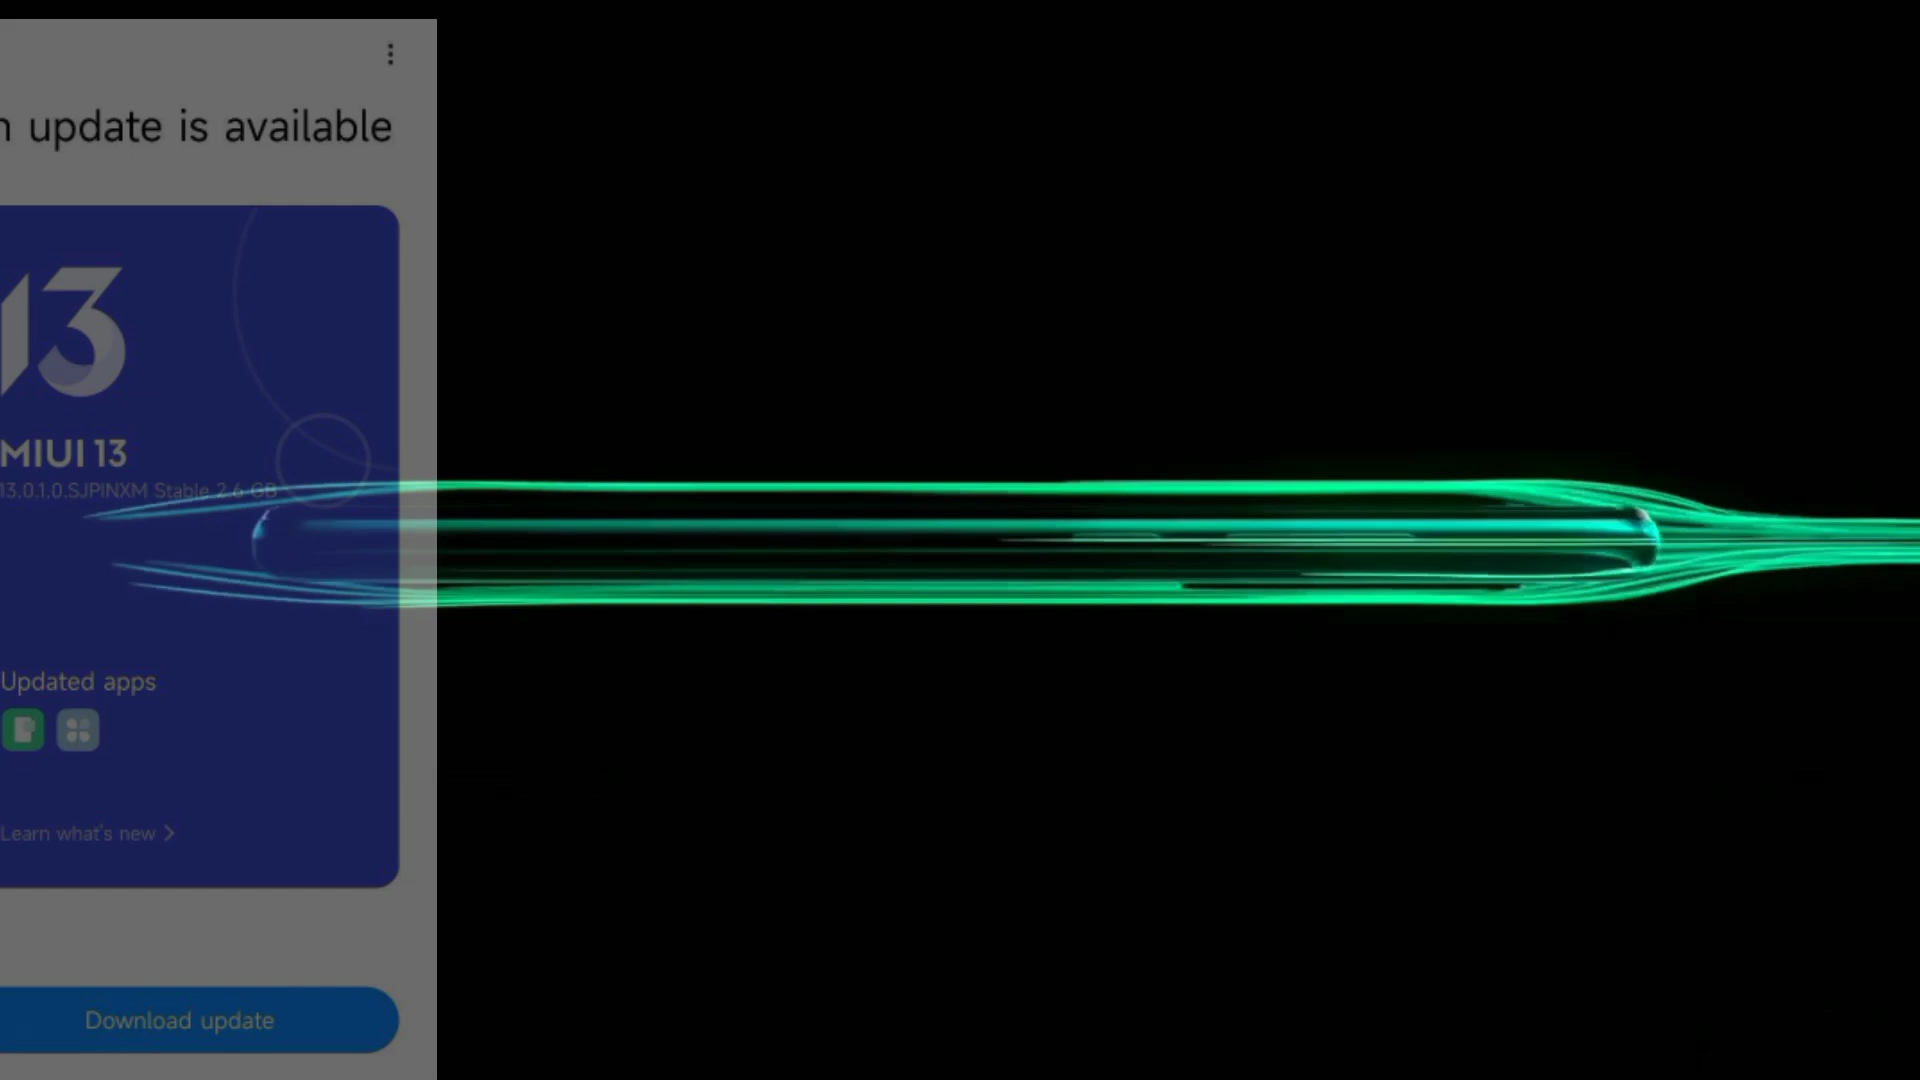 update is available
13
MIUI 13
13.0.1.0.SJPINXM Stable 2.6 GB
Updated apps
Learn what's new
Download update